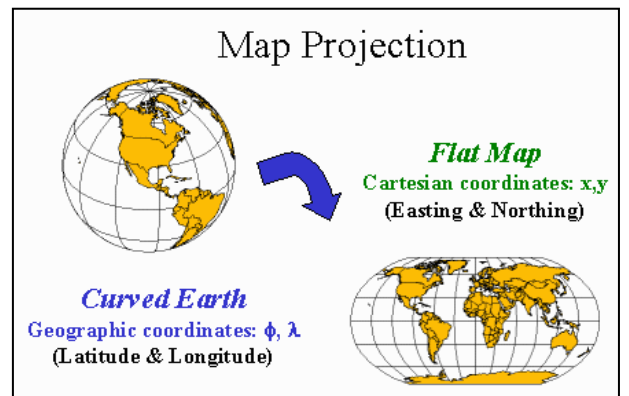 Map Projection
Flat Map
Cartesian coordinates: x,y
(Easting & Northing)
Curved Earth
Geographic coordinates: ϕ, λ
(Latitude & Longitude)